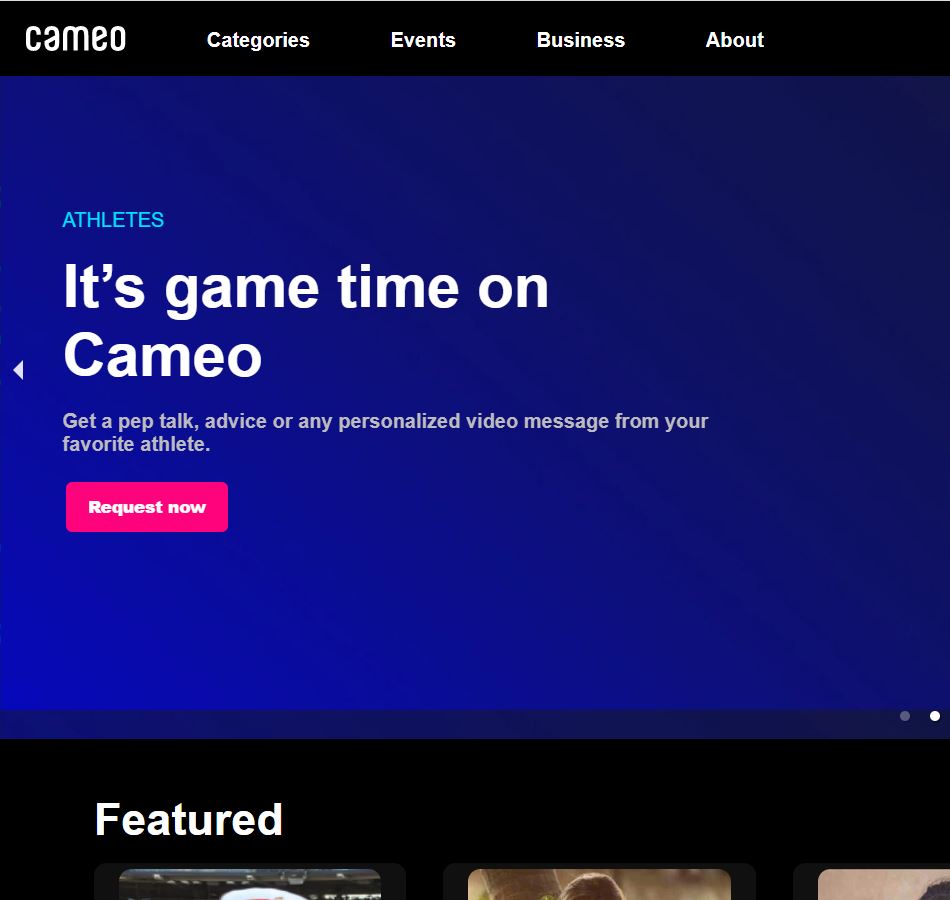 cameo
Categories
Events
Business
About
ATHLETES
It’s game time on
Cameo
Get a pep talk, advice or any personalized video message from your
favorite athlete.
Request now
Featured